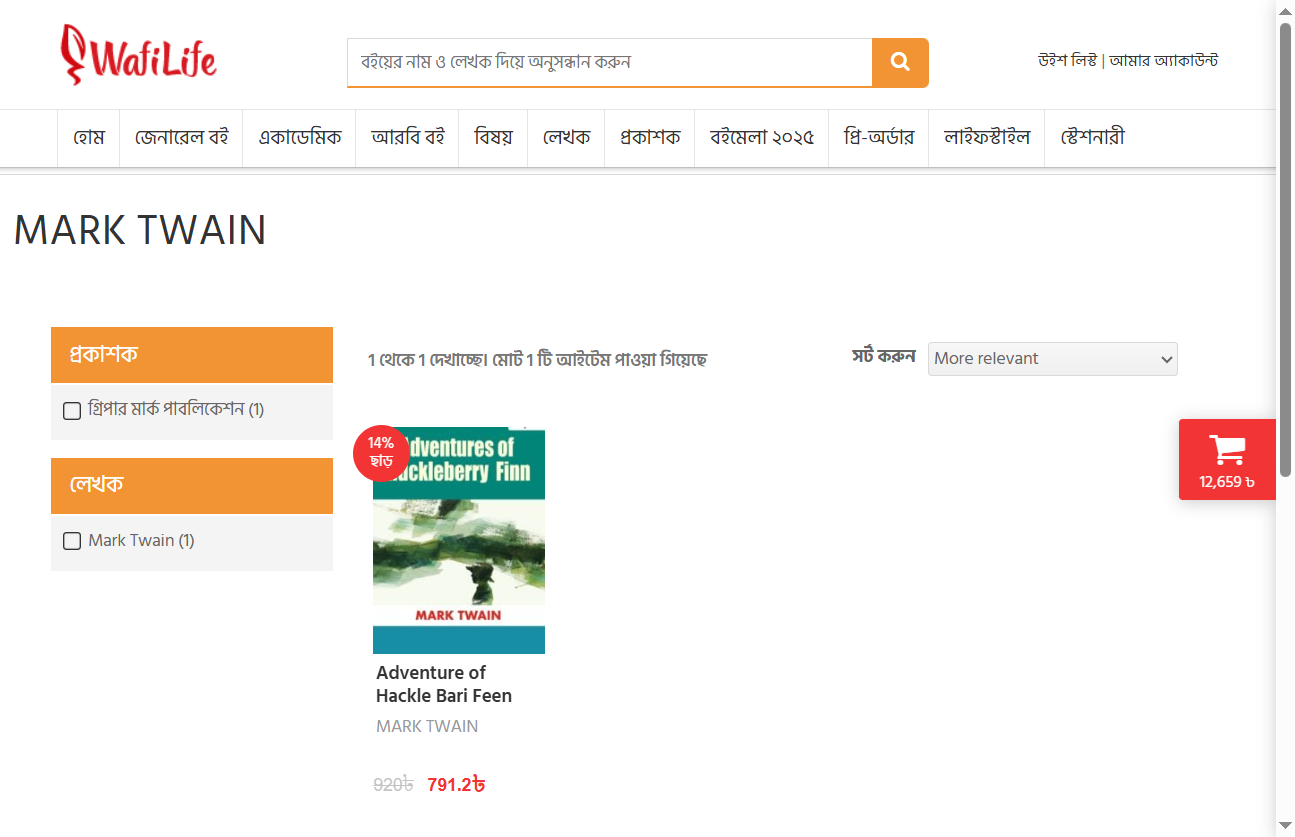 WafiLife
বইয়ের নাম ও লেখক দিয়ে অনুসন্ধান করুন
উইশ লিস্ট | আমার অ্যাকাউন্ট
হোম
জেনারেল বই
একাডেমিক
আরবি বই
বিষয়
লেখক
প্রকাশক
বইমেলা ২০২৫
প্রি-অর্ডার
লাইফস্টাইল
স্টেশনারী
MARK TWAIN
প্রকাশক
গ্রিপার মার্ক পাবলিকেশন (1)
লেখক
Mark Twain (1)
1 থেকে 1 দেখাচ্ছে। মোট 1 টি আইটেম পাওয়া গিয়েছে
সর্ট করুন
More relevant
14%
ছাড়
dventures of
ckleberry Finn
MARK TWAIN
Adventure of
Hackle Bari Feen
MARK TWAIN
920৳ 791.2৳
12,659 ৳